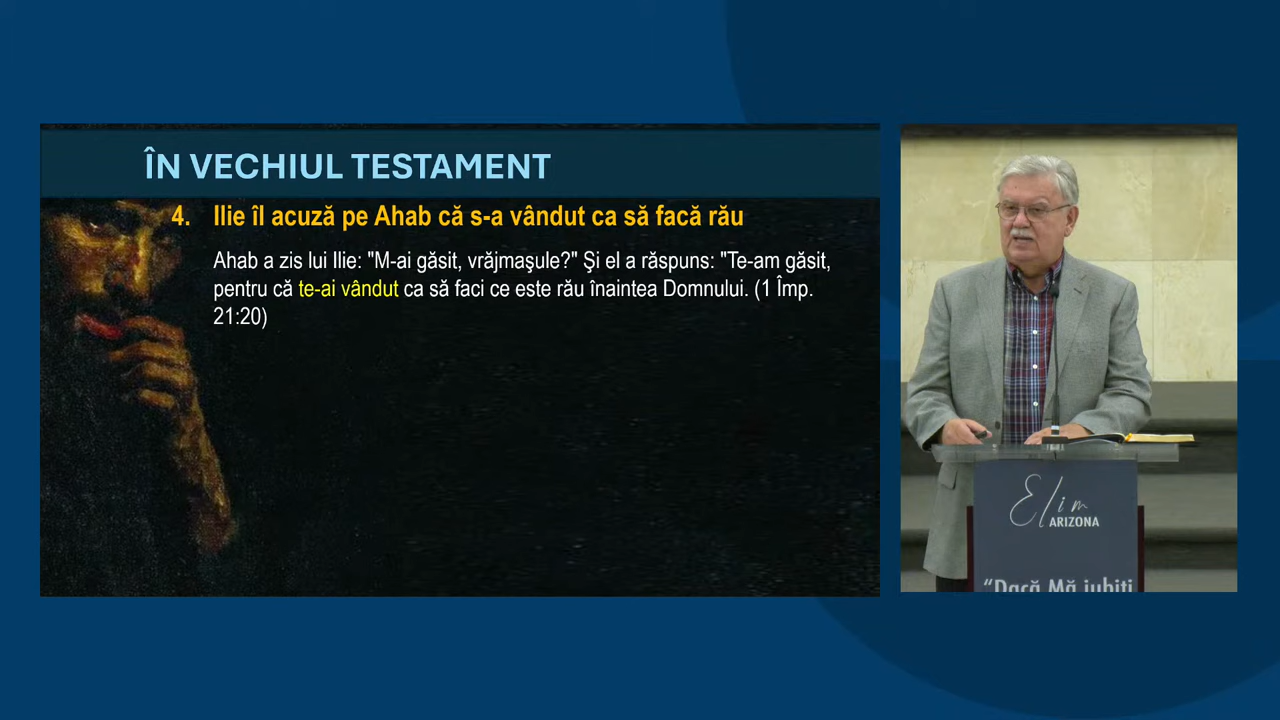 ÎN VECHIUL TESTAMENT
4. Ilie îl acuză pe Ahab că s-a vândut ca să facă rău
Ahab a zis lui Ilie: "M-ai găsit, vrăjmaşule?" Şi el a răspuns: "Te-am găsit,
pentru că te-ai vândut ca să faci ce este rău înaintea Domnului. (1 Împ.
21:20)
Elim
ARIZONA
“Dacă Mă iubiți